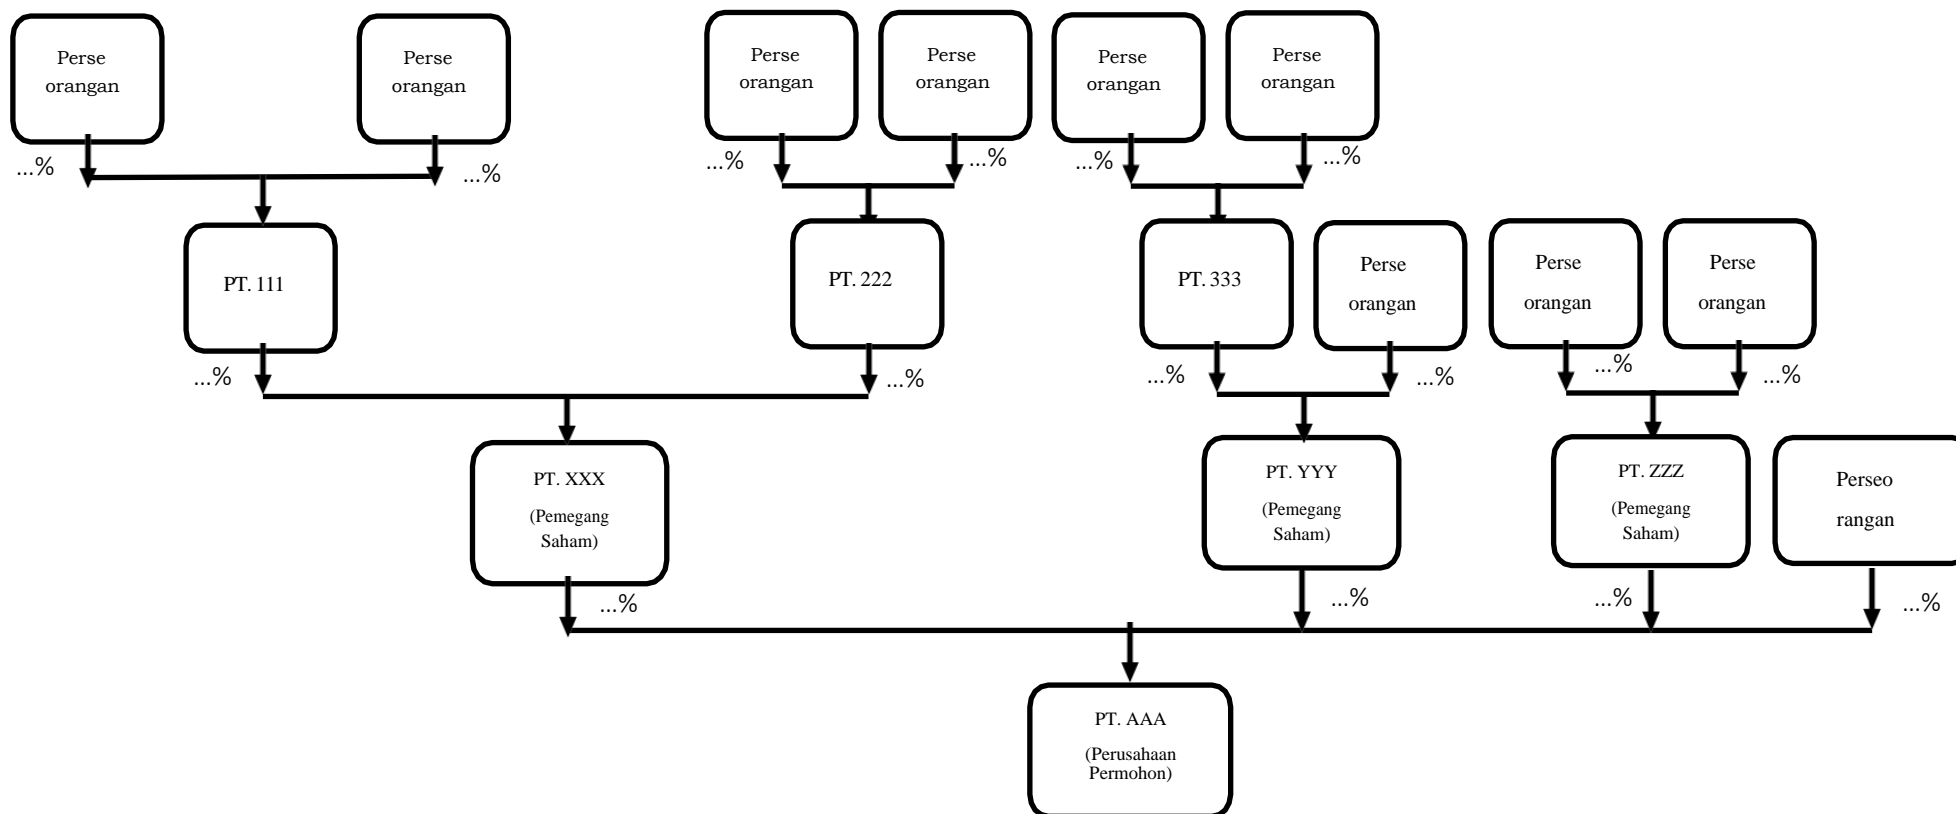 Perse
orangan
Perse
orangan
Perse
orangan
Perse
orangan
Perse
orangan
Perse
orangan
...%
...%
...%
...%
...%
...%
PT. 111
PT. 222
PT. 333
Perse
orangan
Perse
orangan
Perse
orangan
...%
...%
...%
...%
...%
...%
PT. XXX
(Pemegang
Saham)
PT. YYY
(Pemegang
Saham)
PT. ZZZ
(Pemegang
Saham)
Perseo
rangan
...%
...%
...%
...%
PT. AAA
(Perusahaan
Permohon)